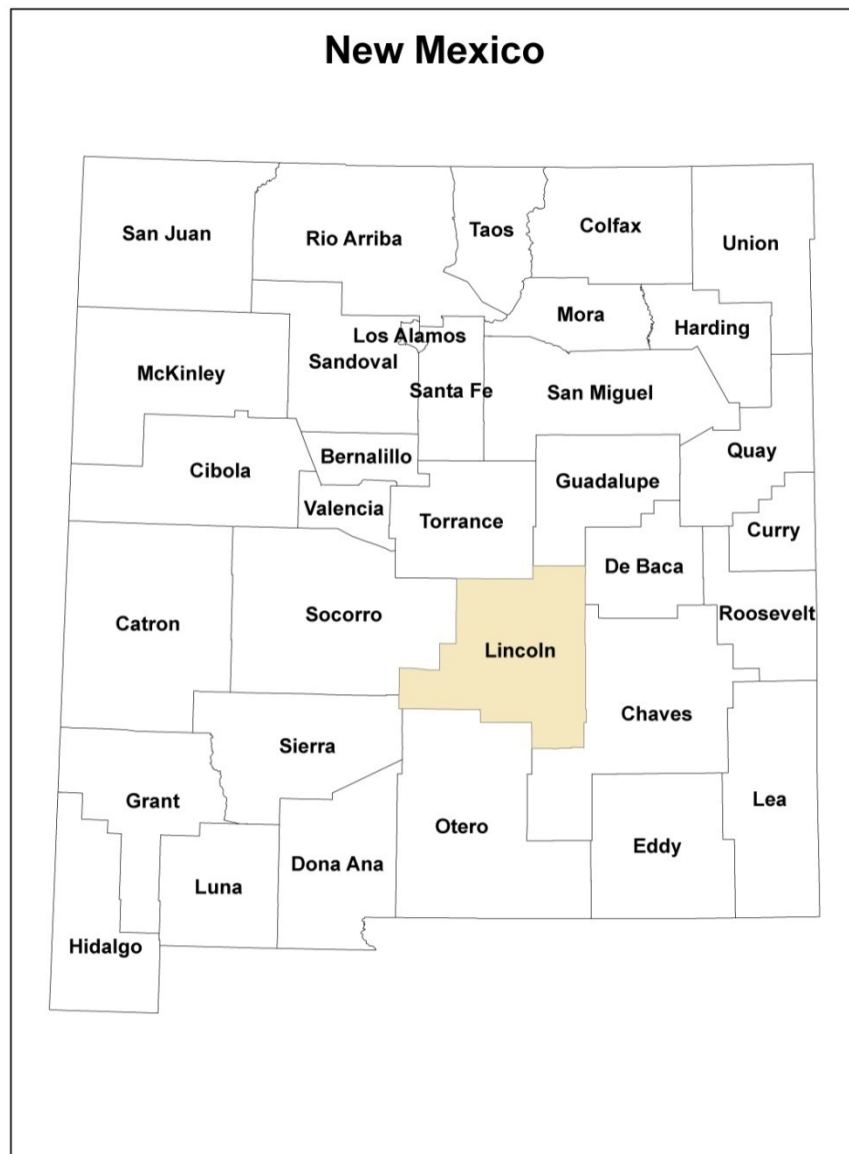 New Mexico
San Juan
Rio Arriba
Taos
Colfax
Union
Mora
Harding
Los Alamos
Sandoval
McKinley
Santa Fe
San Miguel
Quay
Bernalillo
Cibola
Guadalupe
Valencia
Torrance
Curry
De Baca
Catron
Socorro
Roosevelt
Lincoln
Chaves
Sierra
Grant
Lea
Otero
Eddy
Dona Ana
Luna
Hidalgo